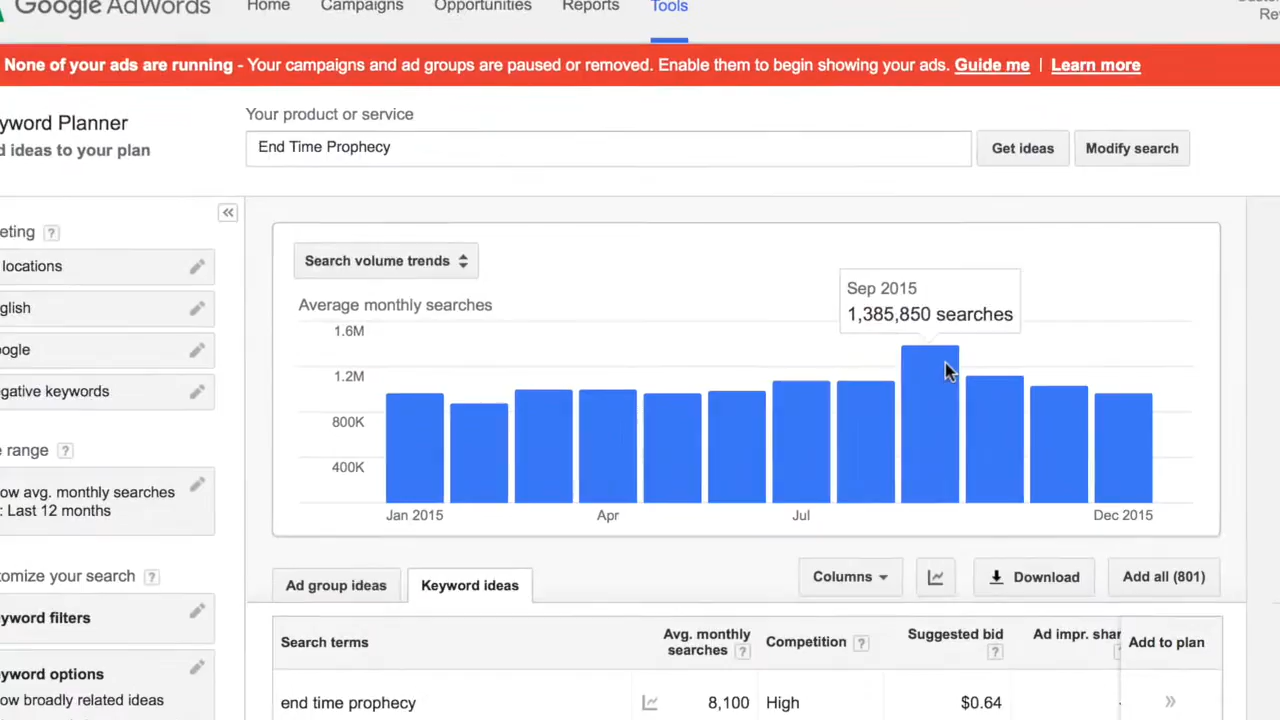 Google AdWords
Home Campaigns Opportunities Reports Tools
None of your ads are running - Your campaigns and ad groups are paused or removed. Enable them to begin showing your ads. Guide me | Learn more
yword Planner
d ideas to your plan
Your product or service
End Time Prophecy
Get ideas
Modify search
«
eting ?
locations
glish
ogle
gative keywords
e range ?
ow avg. monthly searches
: Last 12 months
tomize your search ?
yword filters
yword options
ow broadly related ideas
Search volume trends
Average monthly searches
Sep 2015
1,385,850 searches
1.6M
1.2M
800K
400K
Jan 2015 Apr Jul Dec 2015
Ad group ideas
Keyword ideas
Columns
Download
Add all (801)
Search terms
Avg. monthly
searches ?
Competition ?
Suggested bid
?
Ad impr. shar
?
Add to plan
end time prophecy 8,100 High $0.64 »